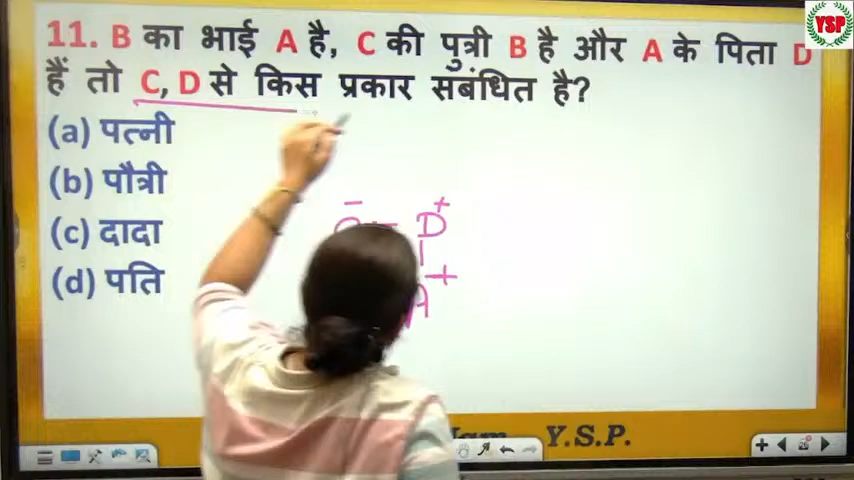 YSP
11. B का भाई A है, C की पुत्री B है और A के पिता D
हैं तो C, D से किस प्रकार संबंधित है?
(a) पत्नी
(b) पौत्री
(c) दादा
(d) पति
− +
D
+
A
Y.S.P.